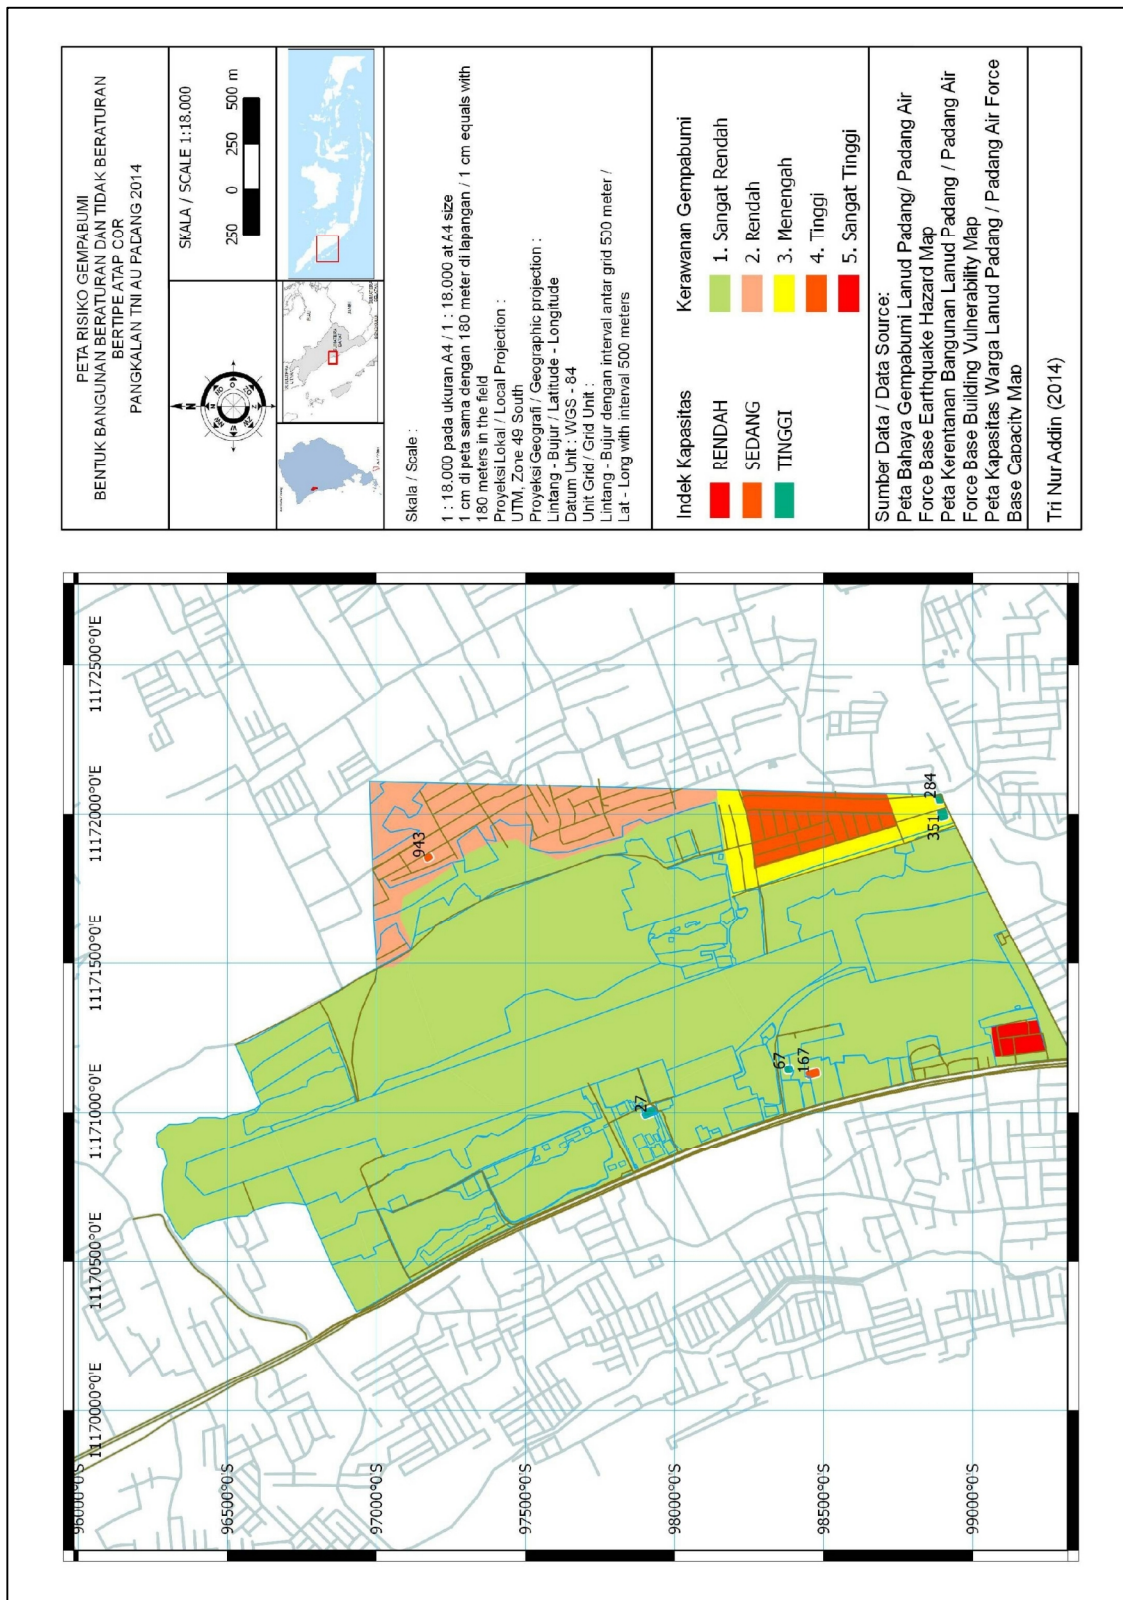 PETA RISIKO GEMPABUMI
BENTUK BANGUNAN BERATURAN DAN TIDAK BERATURAN
BERTIPE ATAP COR
PANGKALAN TNI AU PADANG 2014
N
SKALA / SCALE 1:18.000
250 0 250 500 m
Skala / Scale :
1 : 18.000 pada ukuran A4 / 1 : 18.000 at A4 size
1 cm di peta sama dengan 180 meter di lapangan / 1 cm equals with
180 meters in the field
Proyeksi Lokal / Local Projection :
UTM, Zone 49 South
Proyeksi Geografi / Geographic projection :
Lintang - Bujur / Latitude - Longitude
Datum Unit : WGS - 84
Unit Grid / Grid Unit :
Lintang - Bujur dengan interval antar grid 500 meter /
Lat - Long with interval 500 meters
Indek Kapasitas
RENDAH
SEDANG
TINGGI
Kerawanan Gempabumi
1. Sangat Rendah
2. Rendah
3. Menengah
4. Tinggi
5. Sangat Tinggi
Sumber Data / Data Source:
Peta Bahaya Gempabumi Lanud Padang/ Padang Air
Force Base Earthquake Hazard Map
Peta Kerentanan Bangunan Lanud Padang / Padang Air
Force Base Building Vulnerability Map
Peta Kapasitas Warga Lanud Padang / Padang Air Force
Base Capacity Map
Tri Nur Addin (2014)
11170000°0'E
11170500°0'E
11171000°0'E
11171500°0'E
11172000°0'E
11172500°0'E
96000°0'S
96500°0'S
97000°0'S
97500°0'S
98000°0'S
98500°0'S
99000°0'S
943
27
67
167
351
284